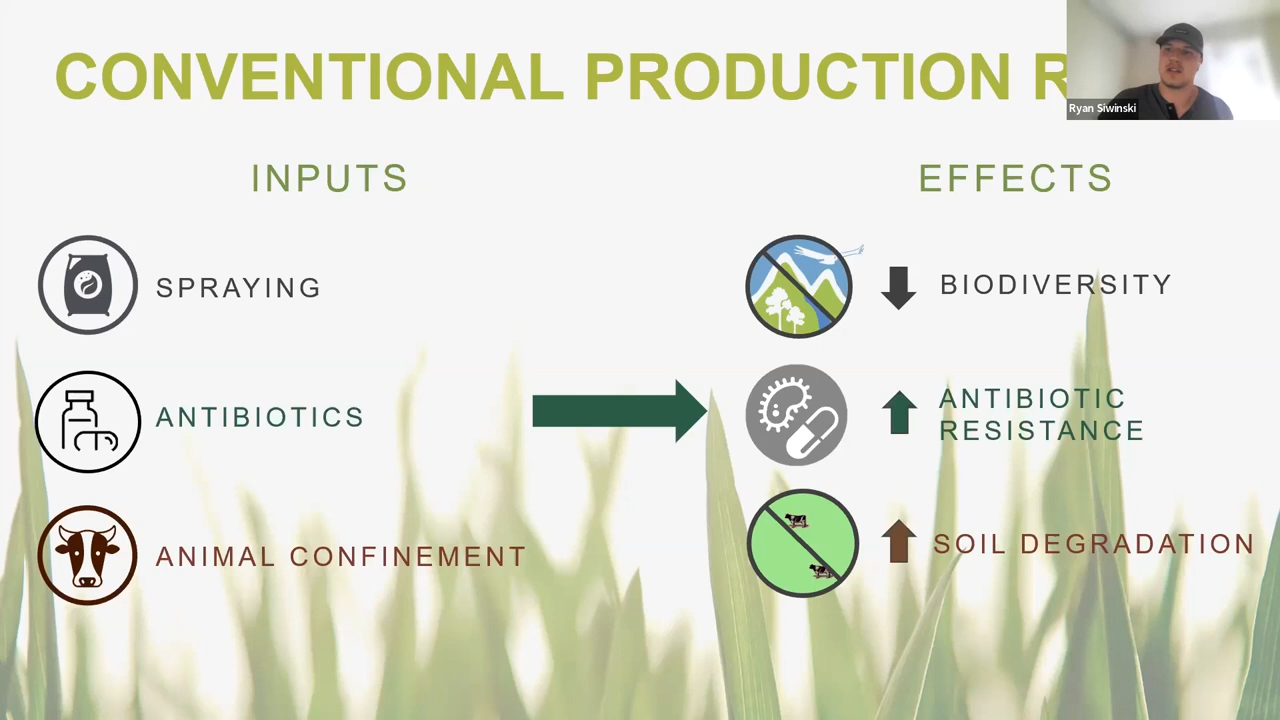 CONVENTIONAL PRODUCTION
Ryan Siwinski
INPUTS
EFFECTS
SPRAYING
BIODIVERSITY
ANTIBIOTICS
ANTIBIOTIC
RESISTANCE
ANIMAL CONFINEMENT
SOIL DEGRADATION